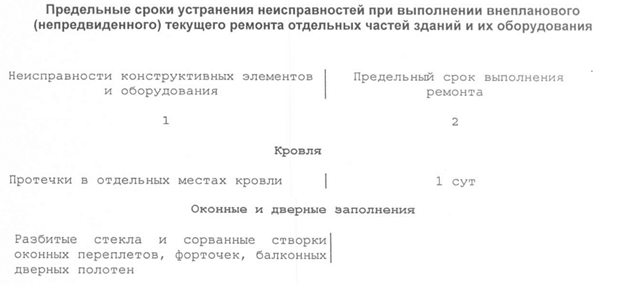 Предельные сроки устранения неисправностей при выполнении внепланового
(непредвиденного) текущего ремонта отдельных частей зданий и их оборудования
Неисправности конструктивных элементов
и оборудования
Предельный срок выполнения
ремонта
1
2
Кровля
Протечки в отдельных местах кровли
1 сут
Оконные и дверные заполнения
Разбитые стекла и сорванные створки
оконных переплетов, форточек, балконных
дверных полотен